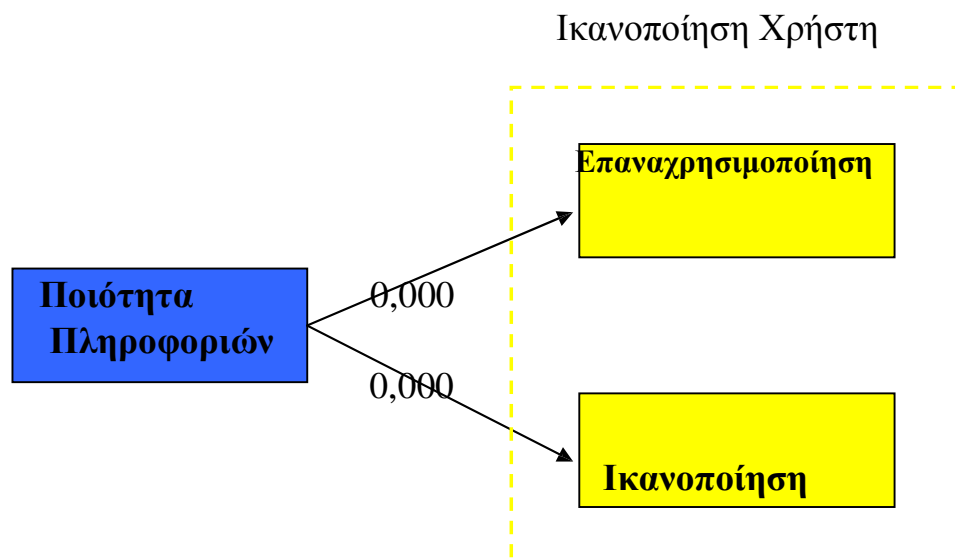 Ικανοποίηση Χρήστη
Επαναχρησιμοποίηση
Ποιότητα
Πληροφοριών
0,000
0,000
Ικανοποίηση